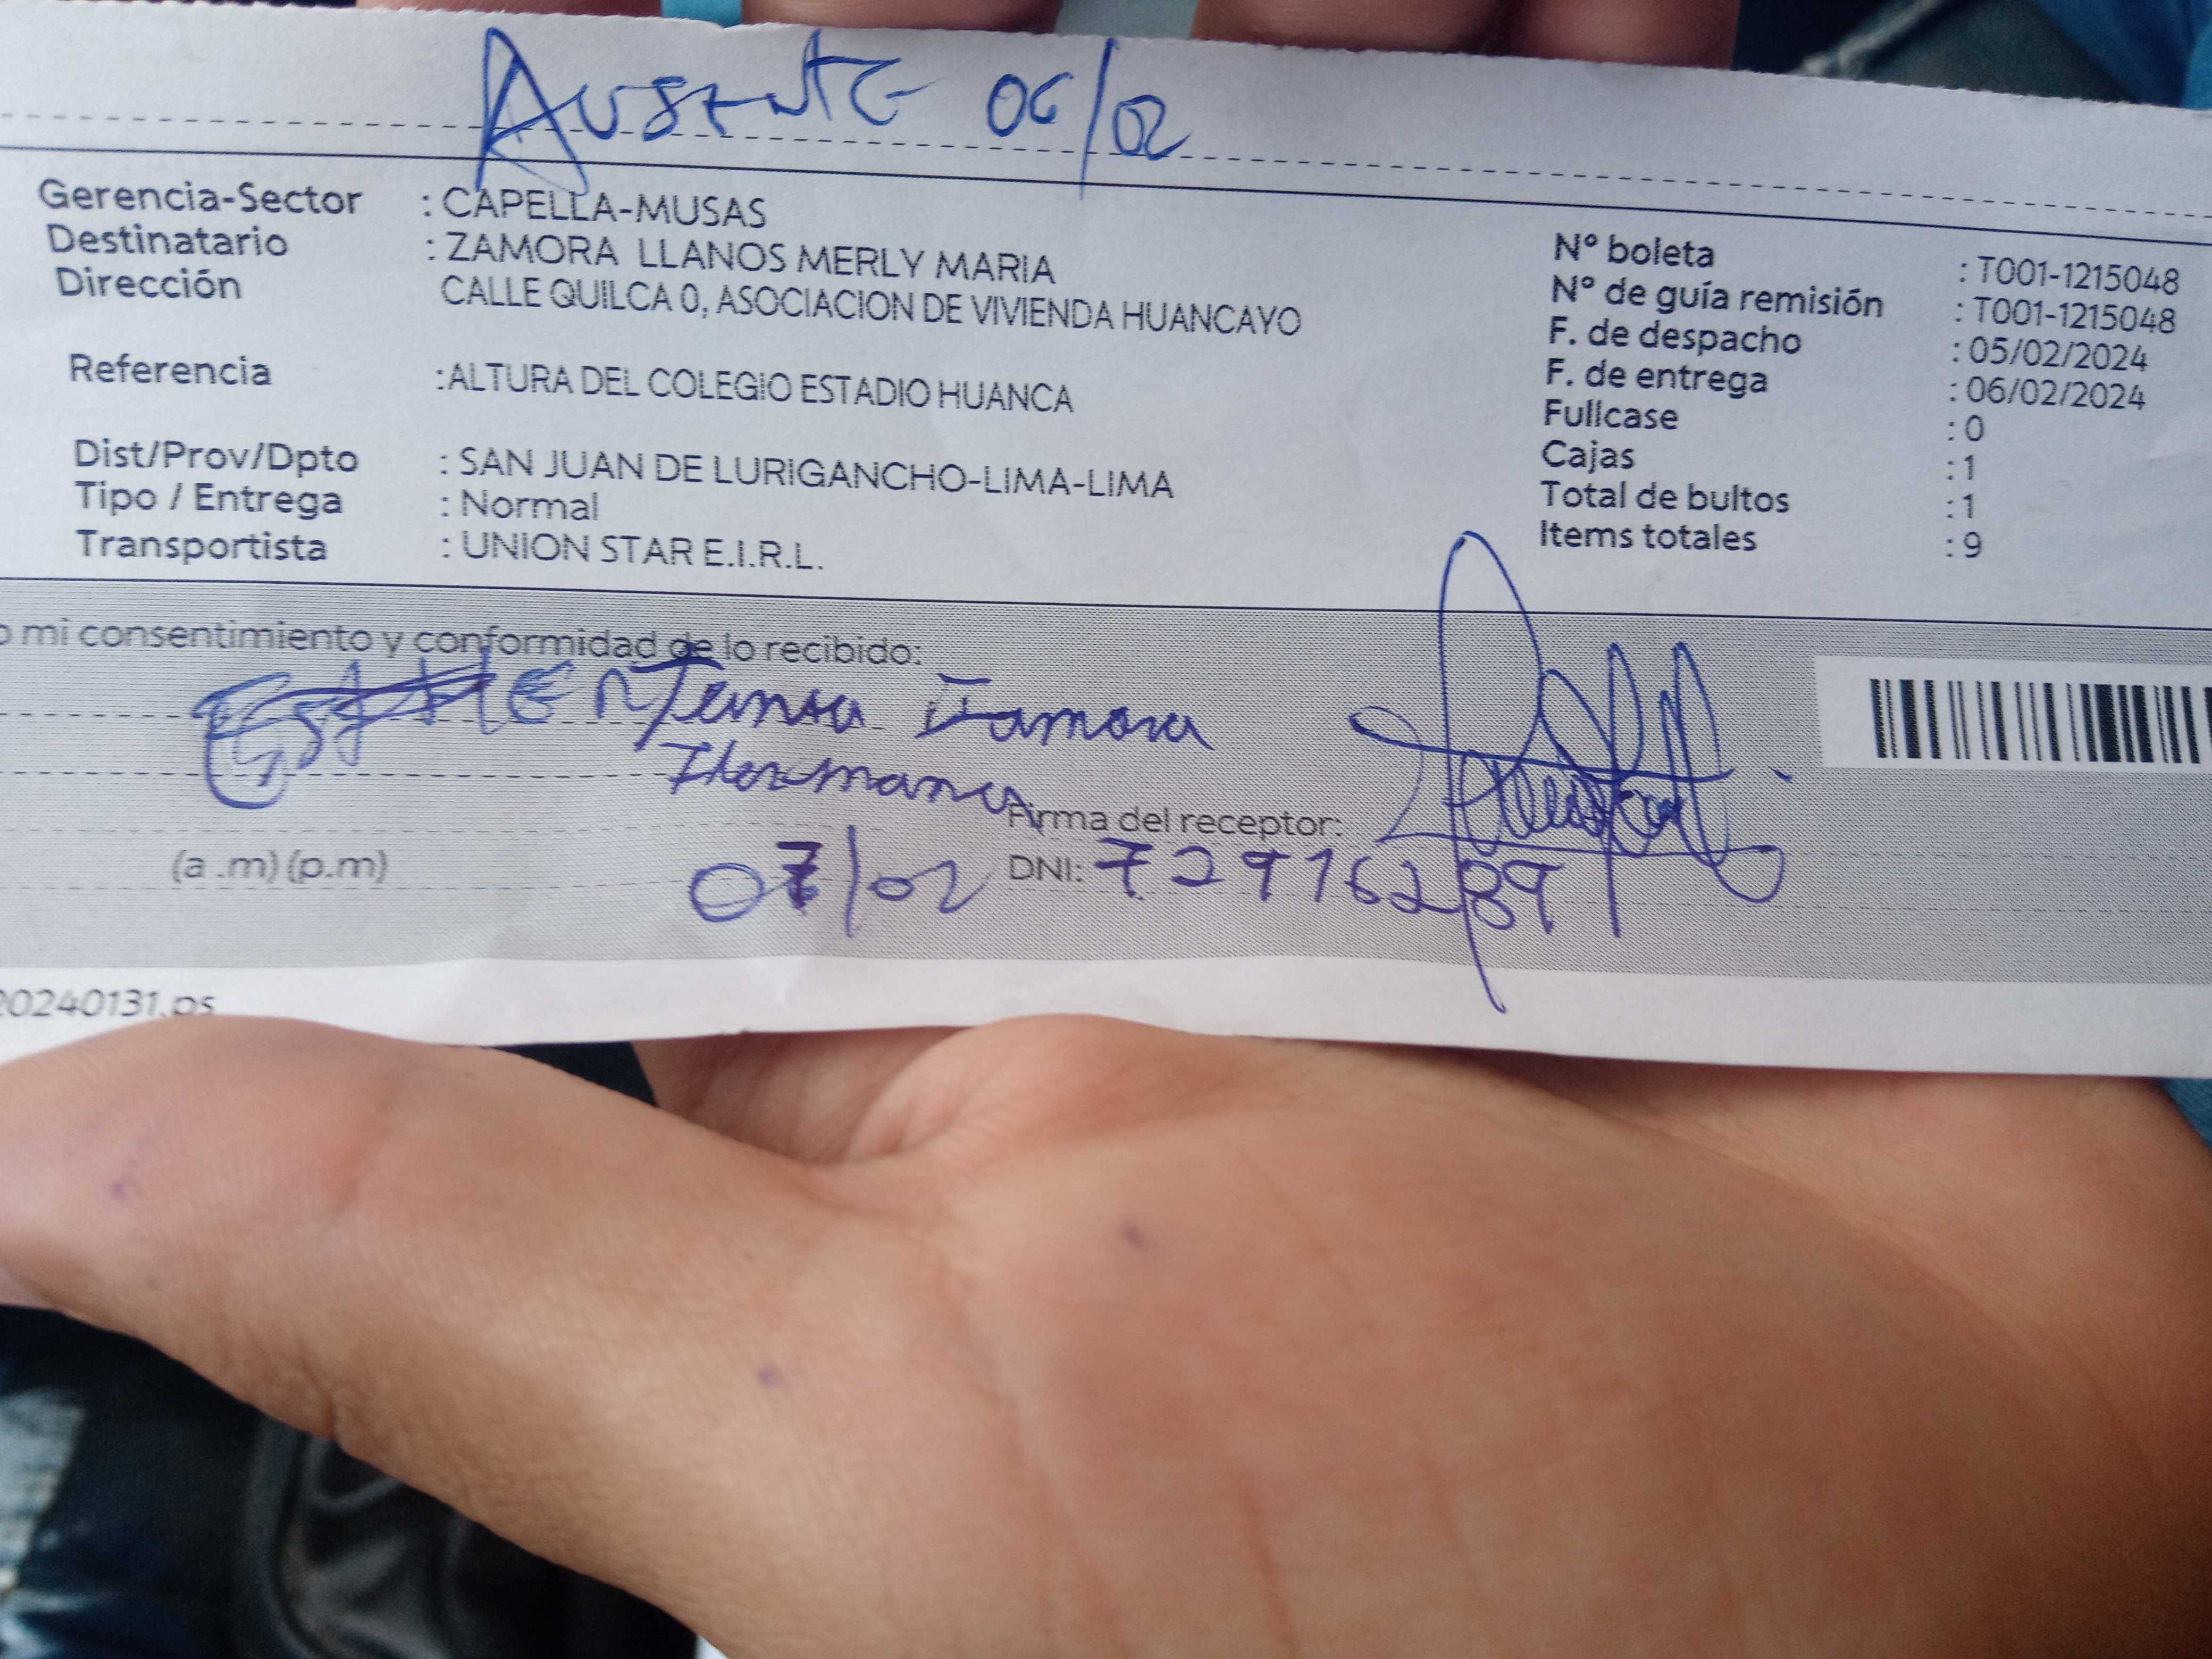 AUSENTE 06/02
Gerencia-Sector : CAPELLA-MUSAS
Destinatario : ZAMORA LLANOS MERLY MARIA
Dirección CALLE QUILCA 0, ASOCIACION DE VIVIENDA HUANCAYO
Referencia :ALTURA DEL COLEGIO ESTADIO HUANCA
Dist/Prov/Dpto : SAN JUAN DE LURIGANCHO-LIMA-LIMA
Tipo / Entrega : Normal
Transportista : UNION STAR E.I.R.L.
Nº boleta : T001-1215048
Nº de guía remisión : T001-1215048
F. de despacho : 05/02/2024
F. de entrega : 06/02/2024
Fullcase : 0
Cajas : 1
Total de bultos : 1
Items totales : 9
o mi consentimiento y conformidad de lo recibido:
Zamora
Hermana
Firma del receptor:
(a .m) (p.m) 07/02 DNI: 72976289
20240131.ps